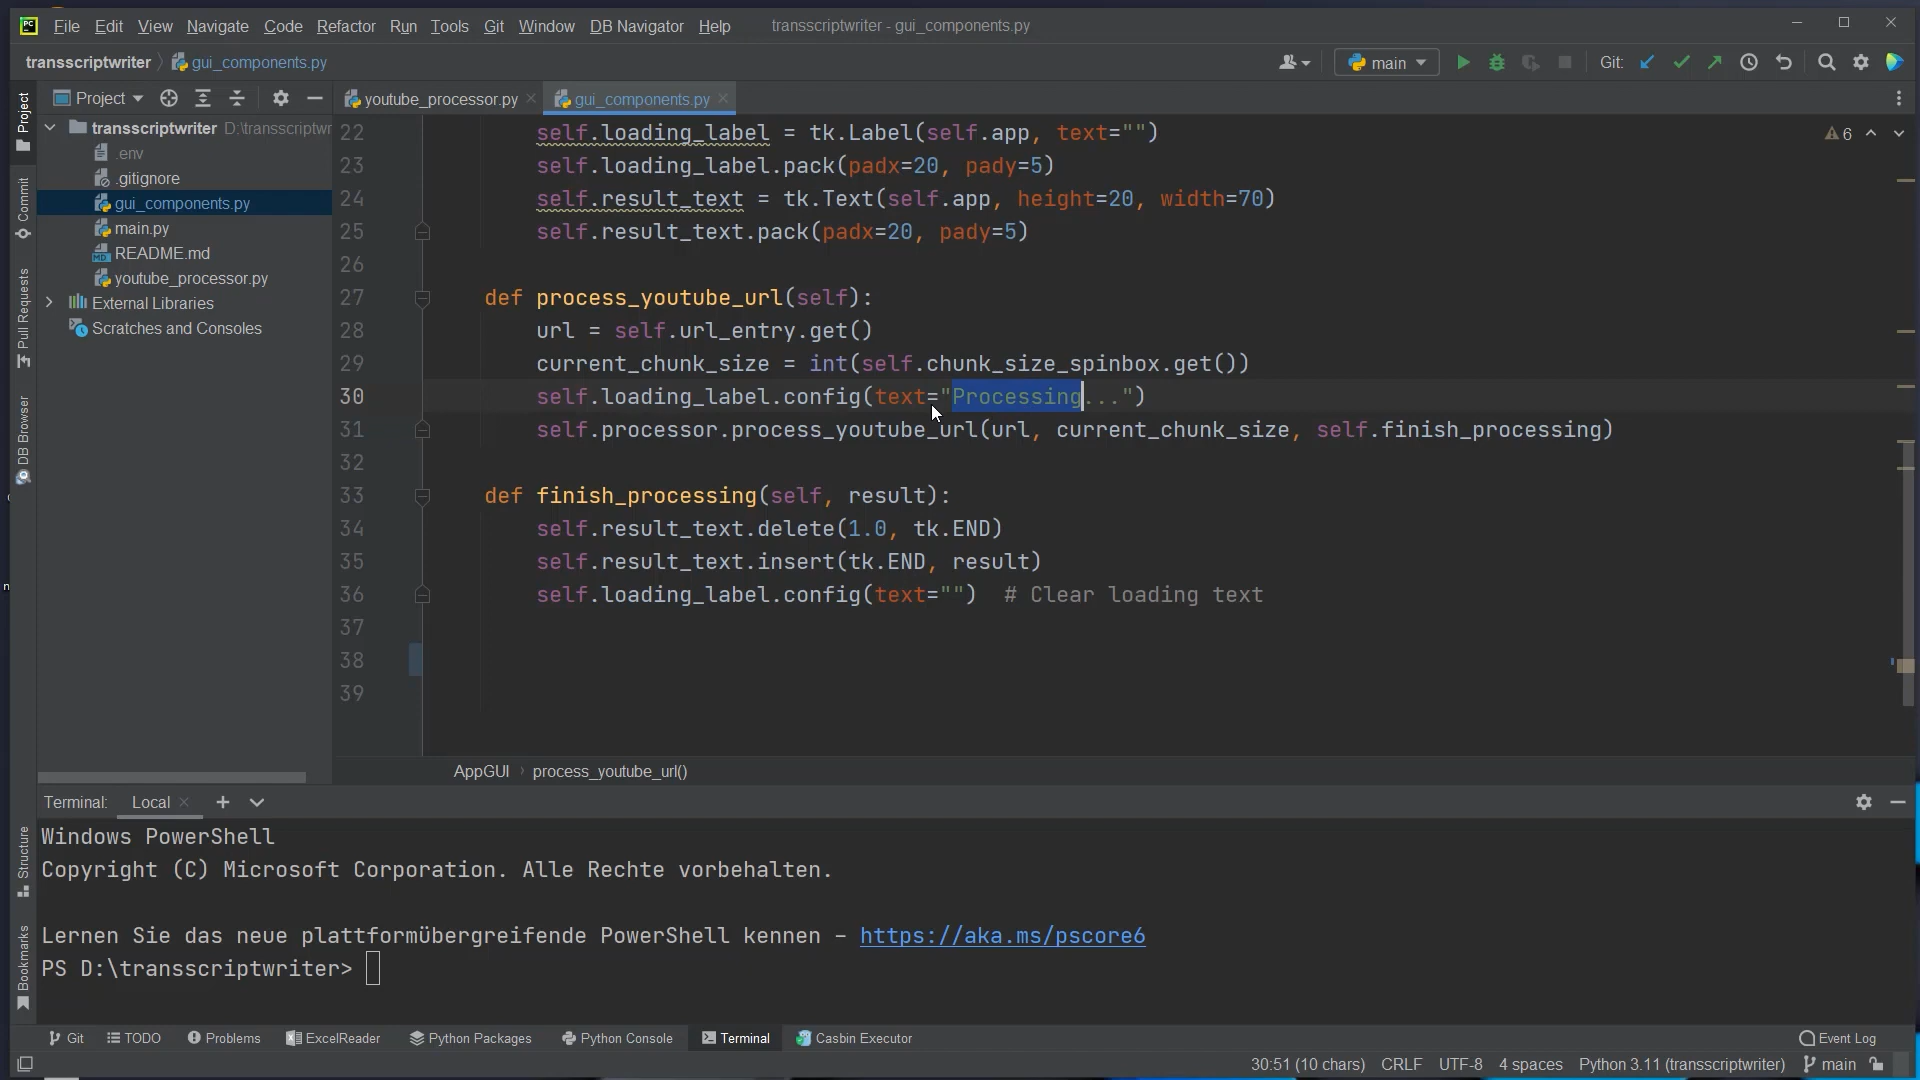 File Edit View Navigate Code Refactor Run Tools Git Window DB Navigator Help transscriptwriter - gui_components.py
transscriptwriter gui_components.py main Git:
Project youtube_processor.py gui_components.py
Project
Commit
Pull Requests
DB Browser
Structure
Bookmarks
transscriptwriter D:\transscriptwr
.env
.gitignore
gui_components.py
main.py
README.md
youtube_processor.py
External Libraries
Scratches and Consoles
6
22 self.loading_label = tk.Label(self.app, text="")
23 self.loading_label.pack(padx=20, pady=5)
24 self.result_text = tk.Text(self.app, height=20, width=70)
25 self.result_text.pack(padx=20, pady=5)
26
27 def process_youtube_url(self):
28 url = self.url_entry.get()
29 current_chunk_size = int(self.chunk_size_spinbox.get())
30 self.loading_label.config(text="Processing...")
31 self.processor.process_youtube_url(url, current_chunk_size, self.finish_processing)
32
33 def finish_processing(self, result):
34 self.result_text.delete(1.0, tk.END)
35 self.result_text.insert(tk.END, result)
36 self.loading_label.config(text="") # Clear loading text
37
38
39
AppGUI process_youtube_url()
Terminal: Local
Windows PowerShell
Copyright (C) Microsoft Corporation. Alle Rechte vorbehalten.
Lernen Sie das neue plattformübergreifende PowerShell kennen – https://aka.ms/pscore6
PS D:\transscriptwriter>
Git TODO Problems ExcelReader Python Packages Python Console Terminal Casbin Executor Event Log
30:51 (10 chars) CRLF UTF-8 4 spaces Python 3.11 (transscriptwriter) main